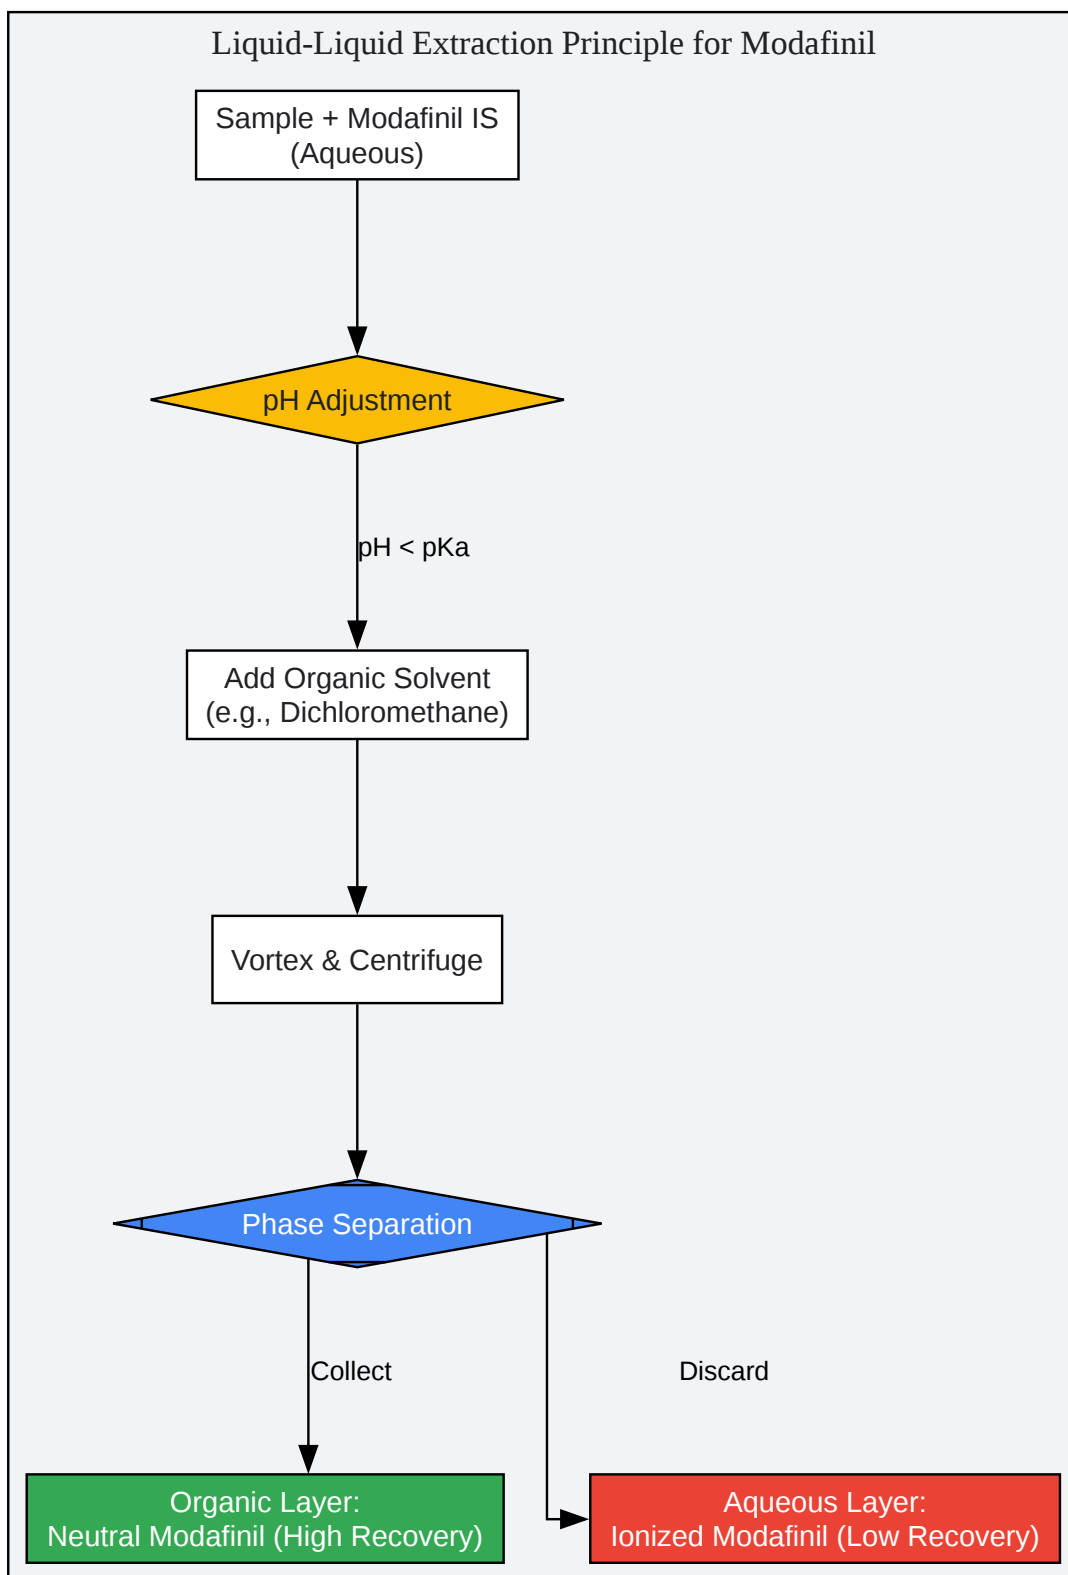 Liquid-Liquid Extraction Principle for Modafinil
Sample + Modafinil IS
(Aqueous)
pH Adjustment
pH < pKa
Add Organic Solvent
(e.g., Dichloromethane)
Vortex & Centrifuge
Phase Separation
Collect
Discard
Organic Layer:
Neutral Modafinil (High Recovery)
Aqueous Layer:
Ionized Modafinil (Low Recovery)